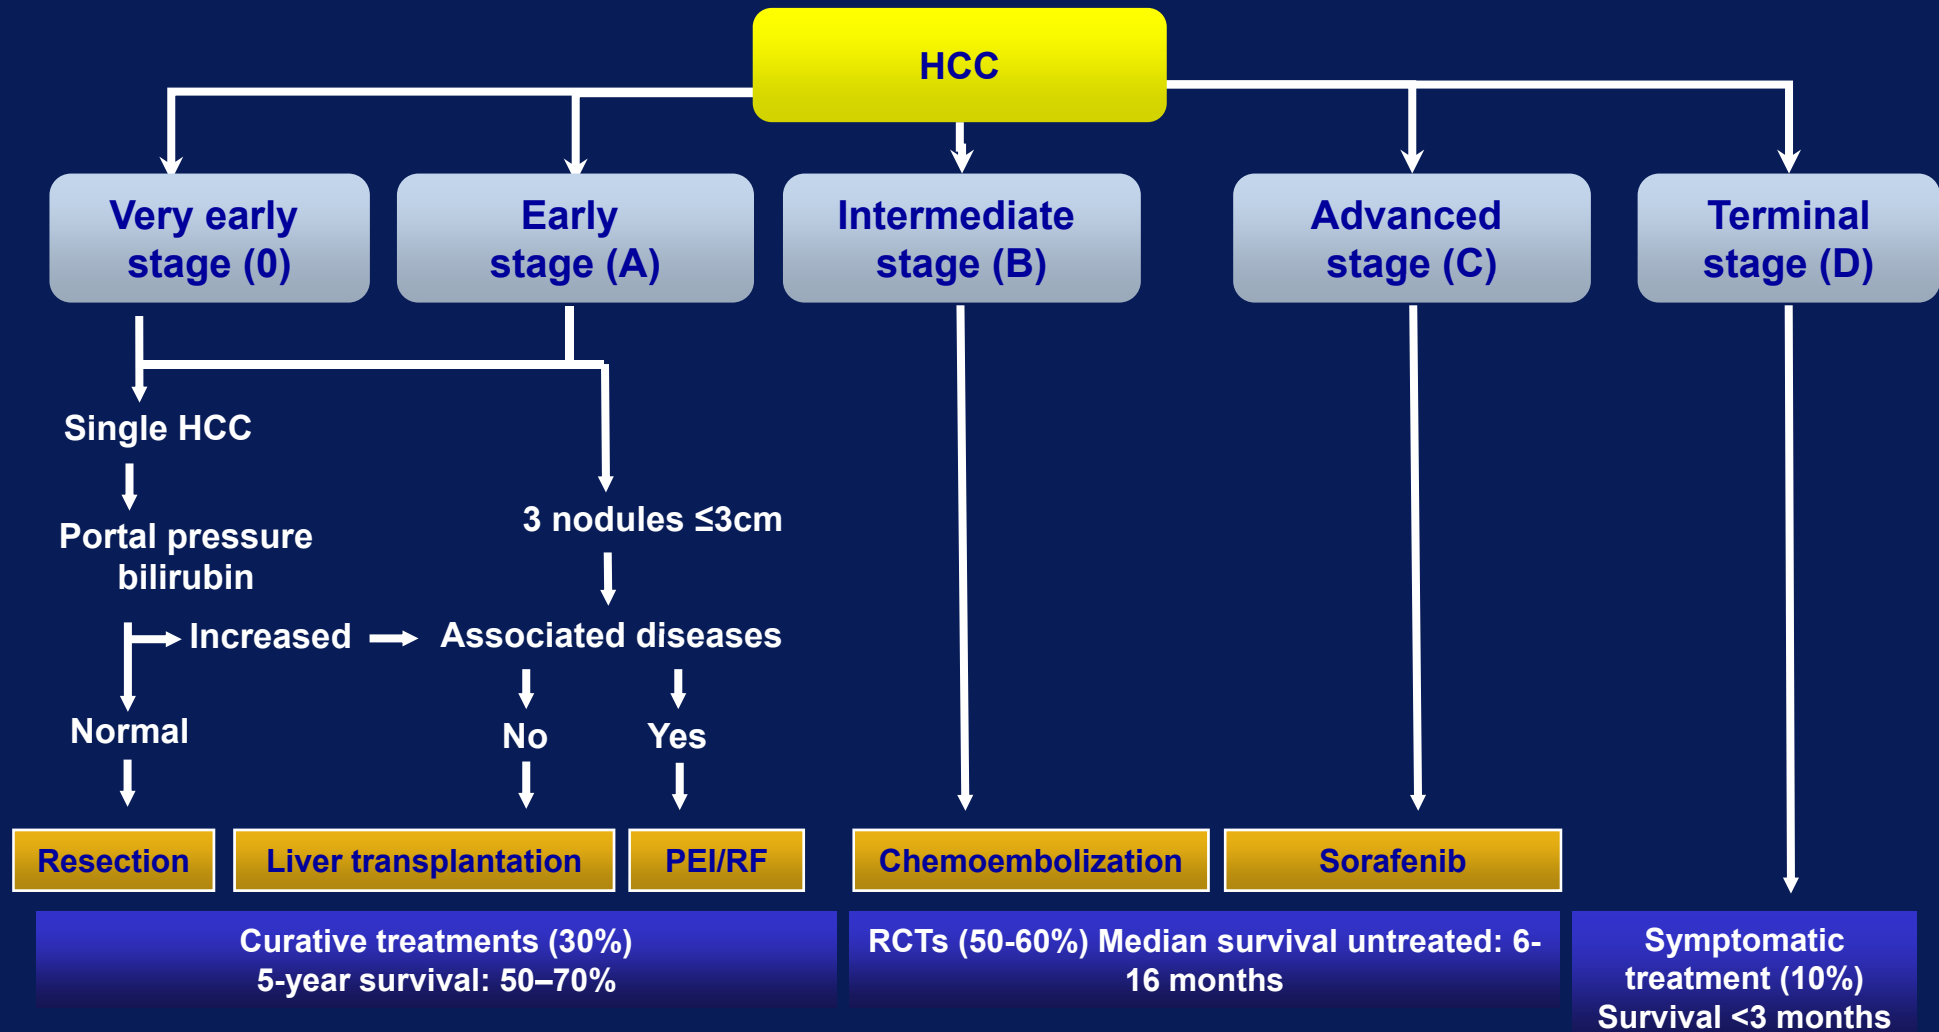 HCC
Very early
stage (0)
Early
stage (A)
Intermediate
stage (B)
Advanced
stage (C)
Terminal
stage (D)
Single HCC
3 nodules ≤3cm
Portal pressure
bilirubin
Increased
Associated diseases
Normal
No
Yes
Resection
Liver transplantation
PEI/RF
Chemoembolization
Sorafenib
Curative treatments (30%)
5-year survival: 50–70%
RCTs (50-60%) Median survival untreated: 6-
16 months
Symptomatic
treatment (10%)
Survival <3 months